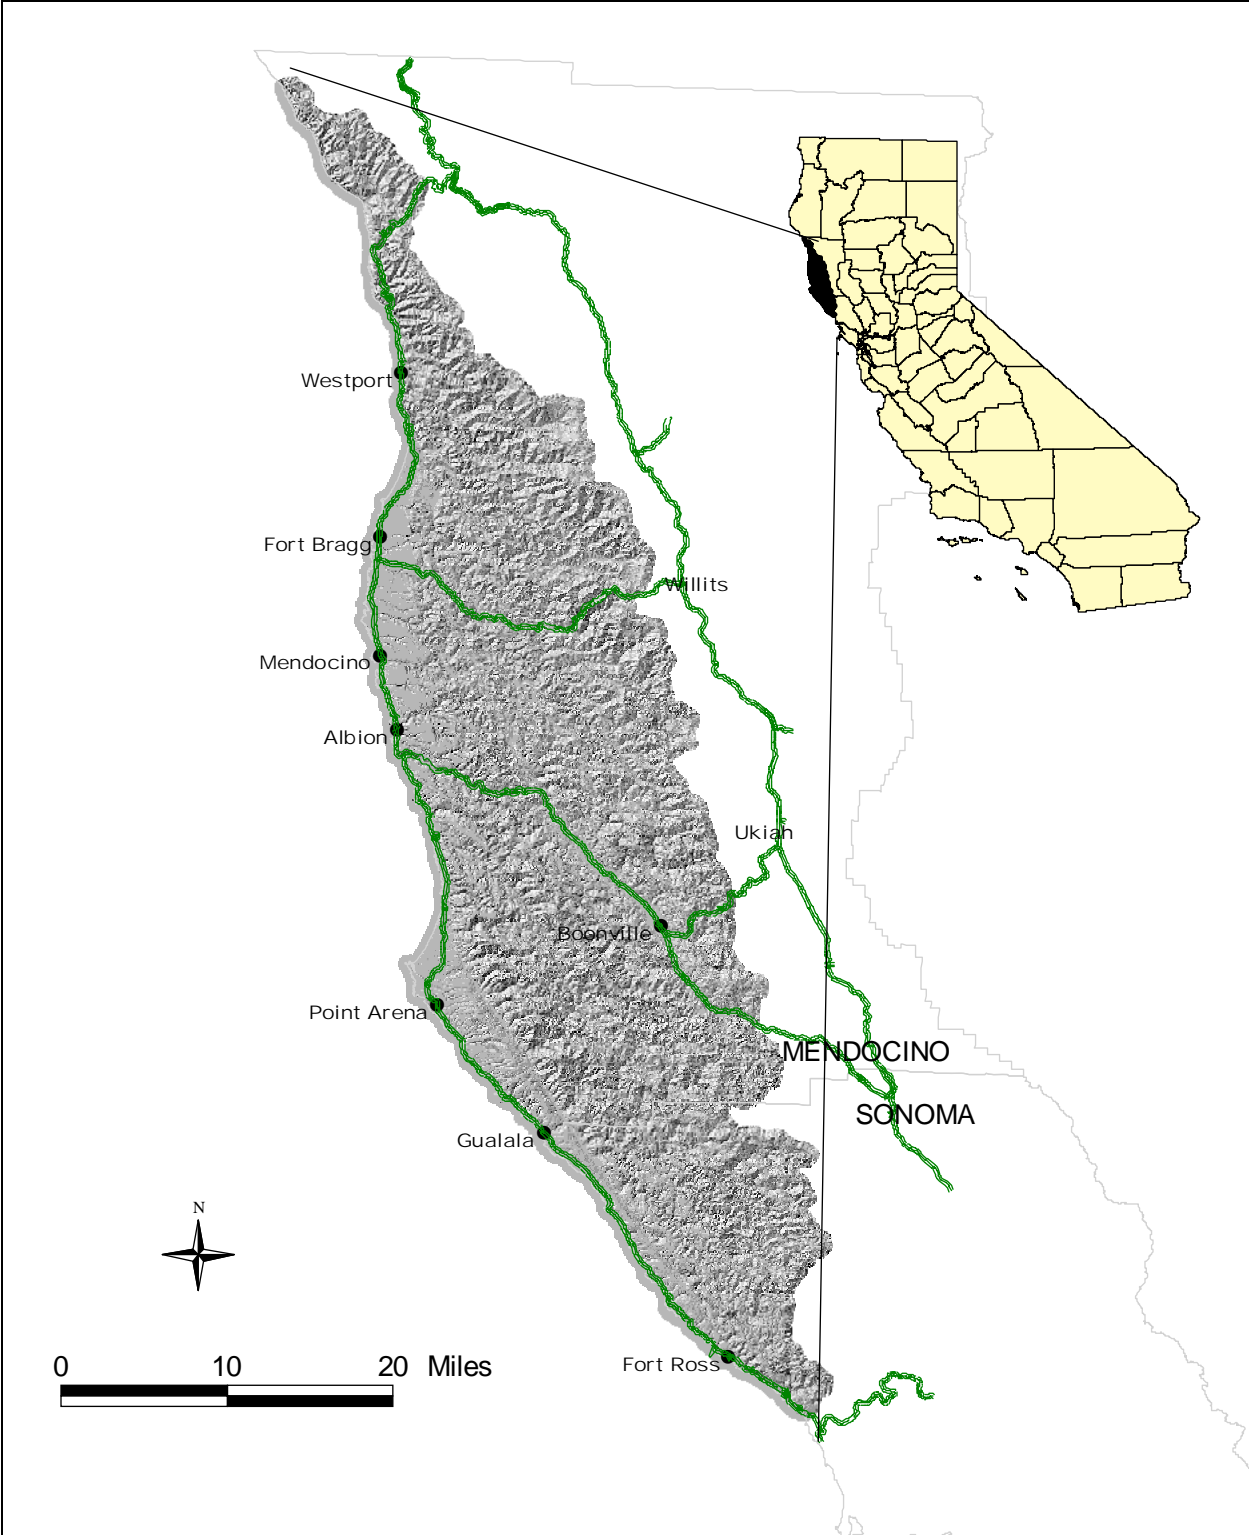 Westport
Fort Bragg
Willits
Mendocino
Albion
Ukiah
Boonville
Point Arena
MENDOCINO
SONOMA
Gualala
N
Fort Ross
0 10 20 Miles